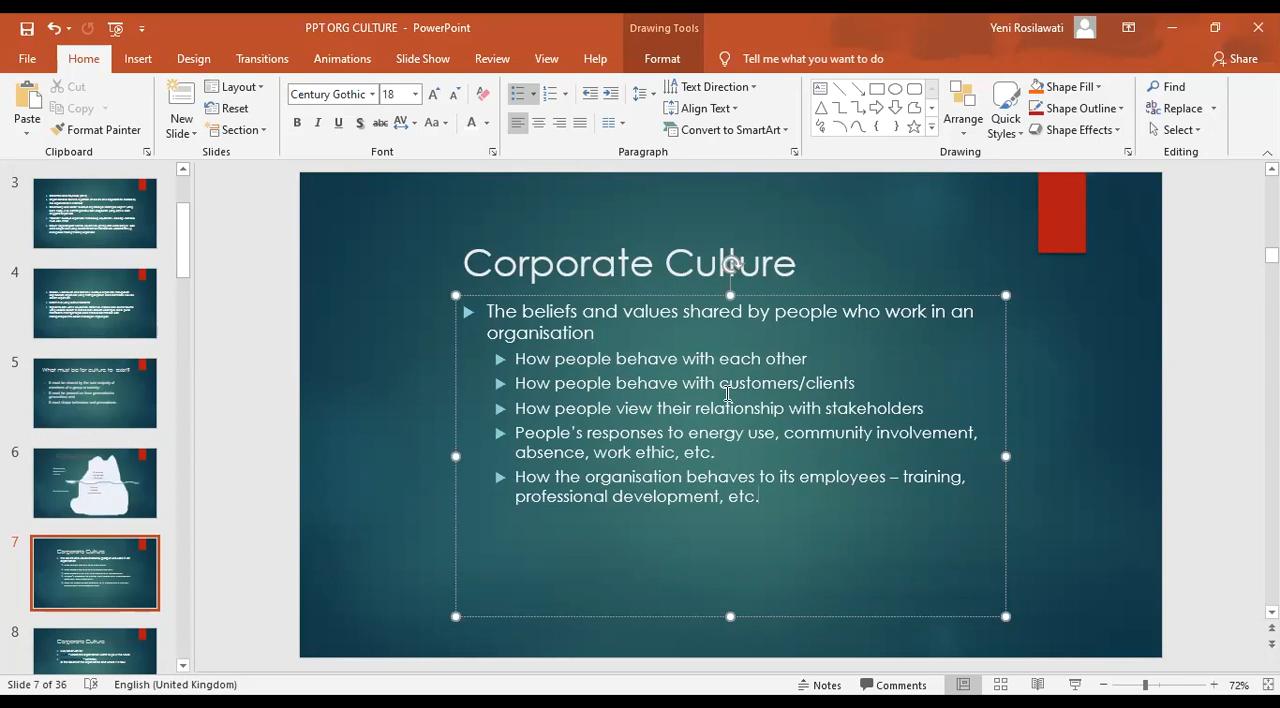 PPT ORG CULTURE - PowerPoint
Drawing Tools
Yeni Rosilawati
File
Home
Insert
Design
Transitions
Animations
Slide Show
Review
View
Help
Format
Tell me what you want to do
Share
Paste
Cut
Copy
Format Painter
Clipboard
New Slide
Layout
Reset
Section
Slides
Century Gothic
18
B I U S abc AV Aa A
Font
Text Direction
Align Text
Convert to SmartArt
Paragraph
Arrange
Quick Styles
Shape Fill
Shape Outline
Shape Effects
Drawing
Find
Replace
Select
Editing
3
4
5
What must be for culture to exist?
6
7
Corporate Culture
8
Corporate Culture
Corporate Culture
The beliefs and values shared by people who work in an
organisation
How people behave with each other
How people behave with customers/clients
How people view their relationship with stakeholders
People's responses to energy use, community involvement,
absence, work ethic, etc.
How the organisation behaves to its employees – training,
professional development, etc.
Slide 7 of 36
English (United Kingdom)
Notes
Comments
72%